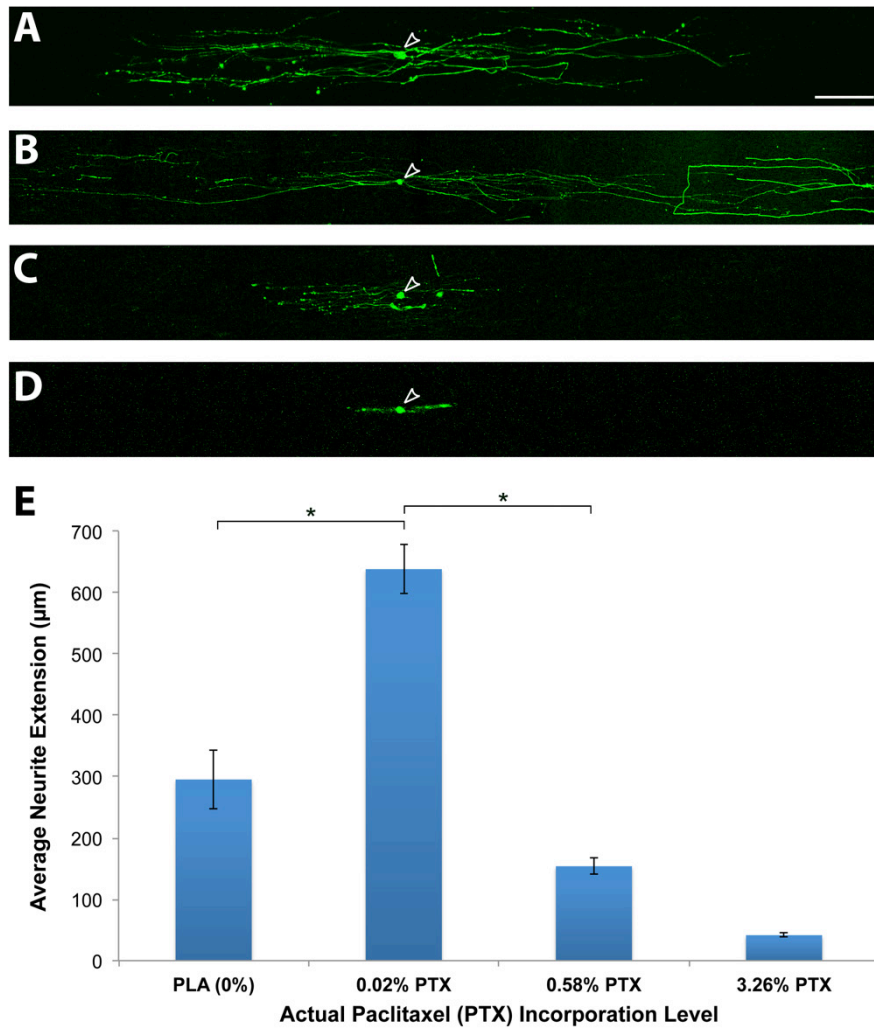 A
B
C
D
E
*
*
700
600
500
400
300
200
100
0
Average Neurite Extension (µm)
PLA (0%)
0.02% PTX
0.58% PTX
3.26% PTX
Actual Paclitaxel (PTX) Incorporation Level